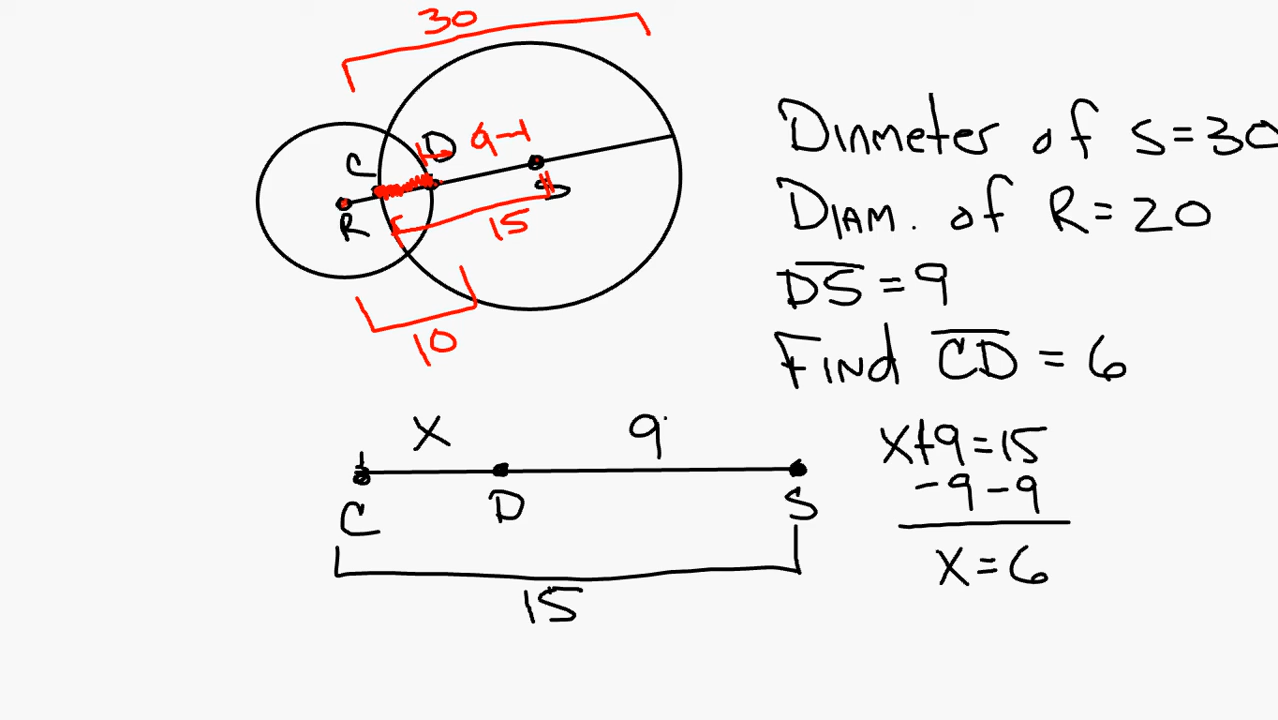 30
D 9
C
R
S
15
10
Dinmeter of S=30
Diam. of R=20
DS=9
Find CD = 6
x 9
C D S
15
x+9=15
-9 -9
x=6